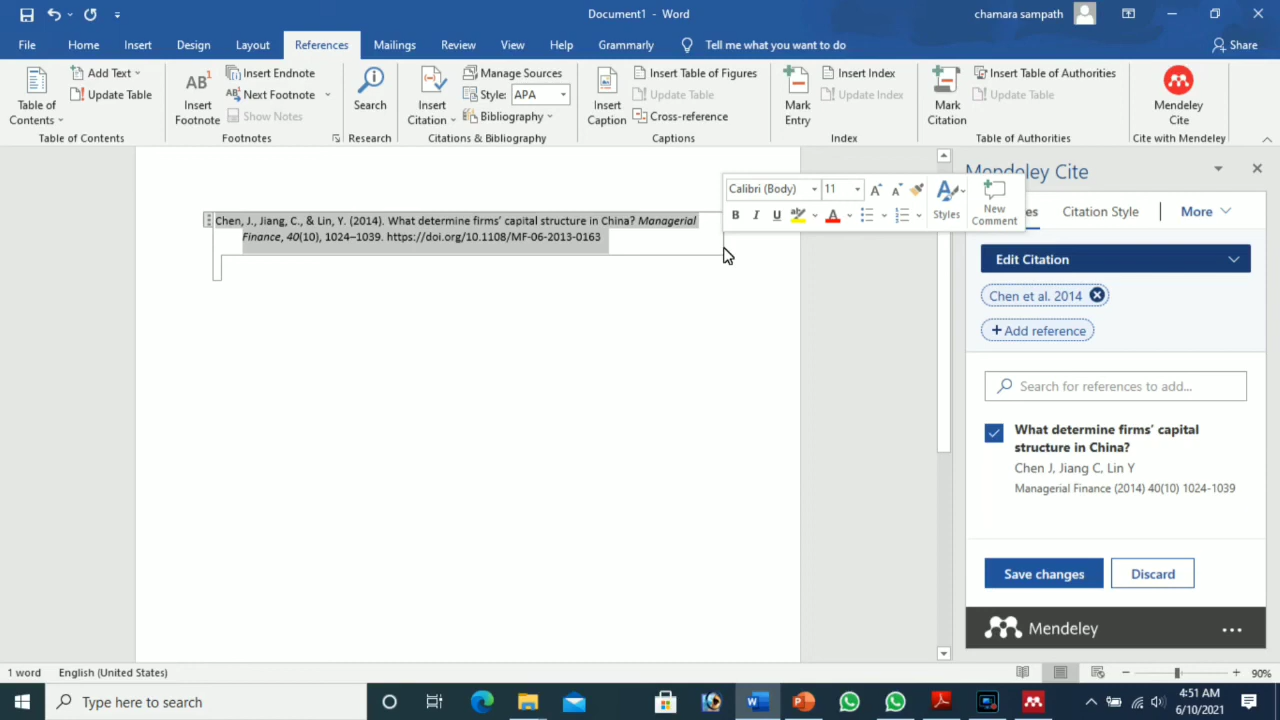 Document1 - Word
chamara sampath
File Home Insert Design Layout References Mailings Review View Help Grammarly Tell me what you want to do Share
Table of Contents
Add Text
Update Table
Table of Contents
AB1
Insert Footnote
Insert Endnote
Next Footnote
Show Notes
Footnotes
Search
Research
Insert Citation
Manage Sources
Style: APA
Bibliography
Citations & Bibliography
Insert Caption
Insert Table of Figures
Update Table
Cross-reference
Captions
Mark Entry
Insert Index
Update Index
Index
Mark Citation
Insert Table of Authorities
Update Table
Table of Authorities
Mendeley Cite
Cite with Mendeley
Calibri (Body) 11
B I U
Styles
New Comment
Chen, J., Jiang, C., & Lin, Y. (2014). What determine firms' capital structure in China? Managerial
Finance, 40(10), 1024–1039. https://doi.org/10.1108/MF-06-2013-0163
Mendeley Cite
Citation Style More
Edit Citation
Chen et al. 2014
+ Add reference
Search for references to add...
What determine firms' capital
structure in China?
Chen J, Jiang C, Lin Y
Managerial Finance (2014) 40(10) 1024-1039
Save changes Discard
Mendeley
1 word English (United States)
90%
Type here to search
4:51 AM
6/10/2021